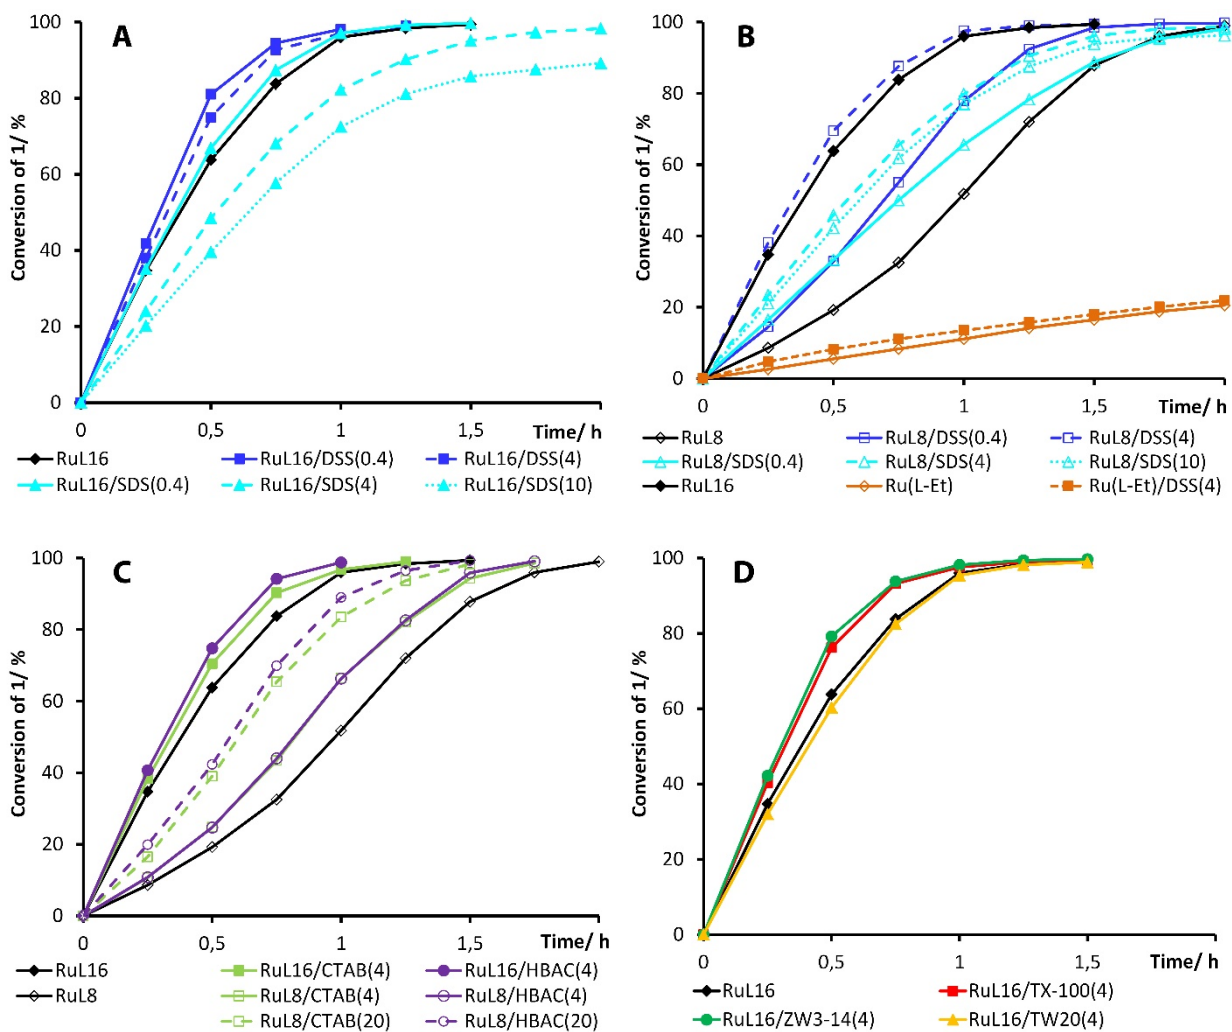 A
Conversion of 1/ %
100
80
60
40
20
0
0
0,5
1
1,5
Time/ h
RuL16
RuL16/DSS(0.4)
RuL16/DSS(4)
RuL16/SDS(0.4)
RuL16/SDS(4)
RuL16/SDS(10)
B
Conversion of 1/ %
100
80
60
40
20
0
0
0,5
1
1,5
Time/ h
RuL8
RuL8/DSS(0.4)
RuL8/DSS(4)
RuL8/SDS(0.4)
RuL8/SDS(4)
RuL8/SDS(10)
RuL16
Ru(L-Et)
Ru(L-Et)/DSS(4)
C
Conversion of 1/ %
100
80
60
40
20
0
0
0,5
1
1,5
Time/ h
RuL16
RuL16/CTAB(4)
RuL16/HBAC(4)
RuL8
RuL8/CTAB(4)
RuL8/HBAC(4)
RuL8/CTAB(20)
RuL8/HBAC(20)
D
Conversion of 1/ %
100
80
60
40
20
0
0
0,5
1
1,5
Time/ h
RuL16
RuL16/TX-100(4)
RuL16/ZW3-14(4)
RuL16/TW20(4)